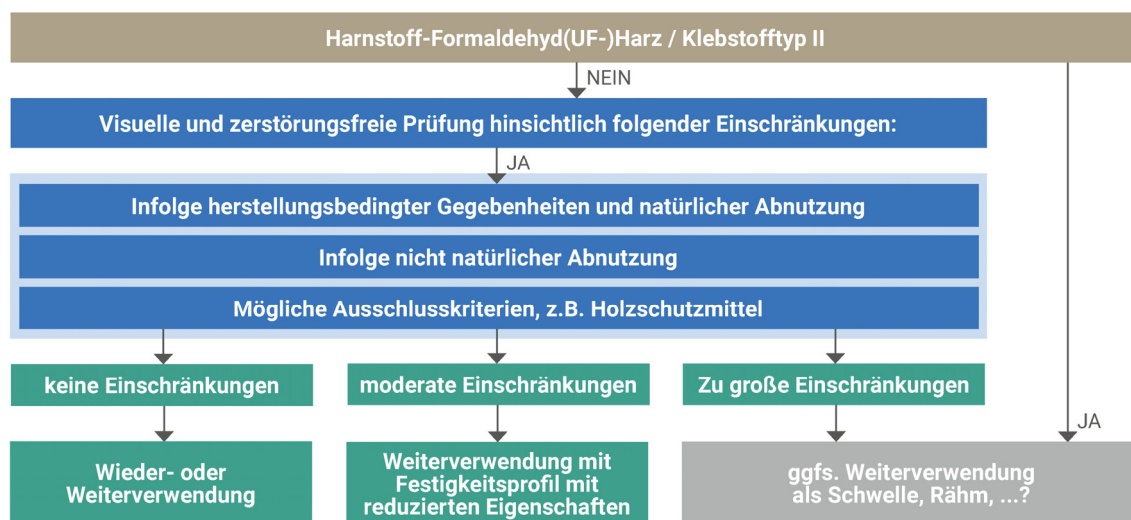 Harnstoff-Formaldehyd(UF-)Harz / Klebstofftyp II
NEIN
Visuelle und zerstörungsfreie Prüfung hinsichtlich folgender Einschränkungen:
JA
Infolge herstellungsbedingter Gegebenheiten und natürlicher Abnutzung
Infolge nicht natürlicher Abnutzung
Mögliche Ausschlusskriterien, z.B. Holzschutzmittel
keine Einschränkungen
moderate Einschränkungen
Zu große Einschränkungen
JA
Wieder- oder
Weiterverwendung
Weiterverwendung mit
Festigkeitsprofil mit
reduzierten Eigenschaften
ggfs. Weiterverwendung
als Schwelle, Rähm, ...?